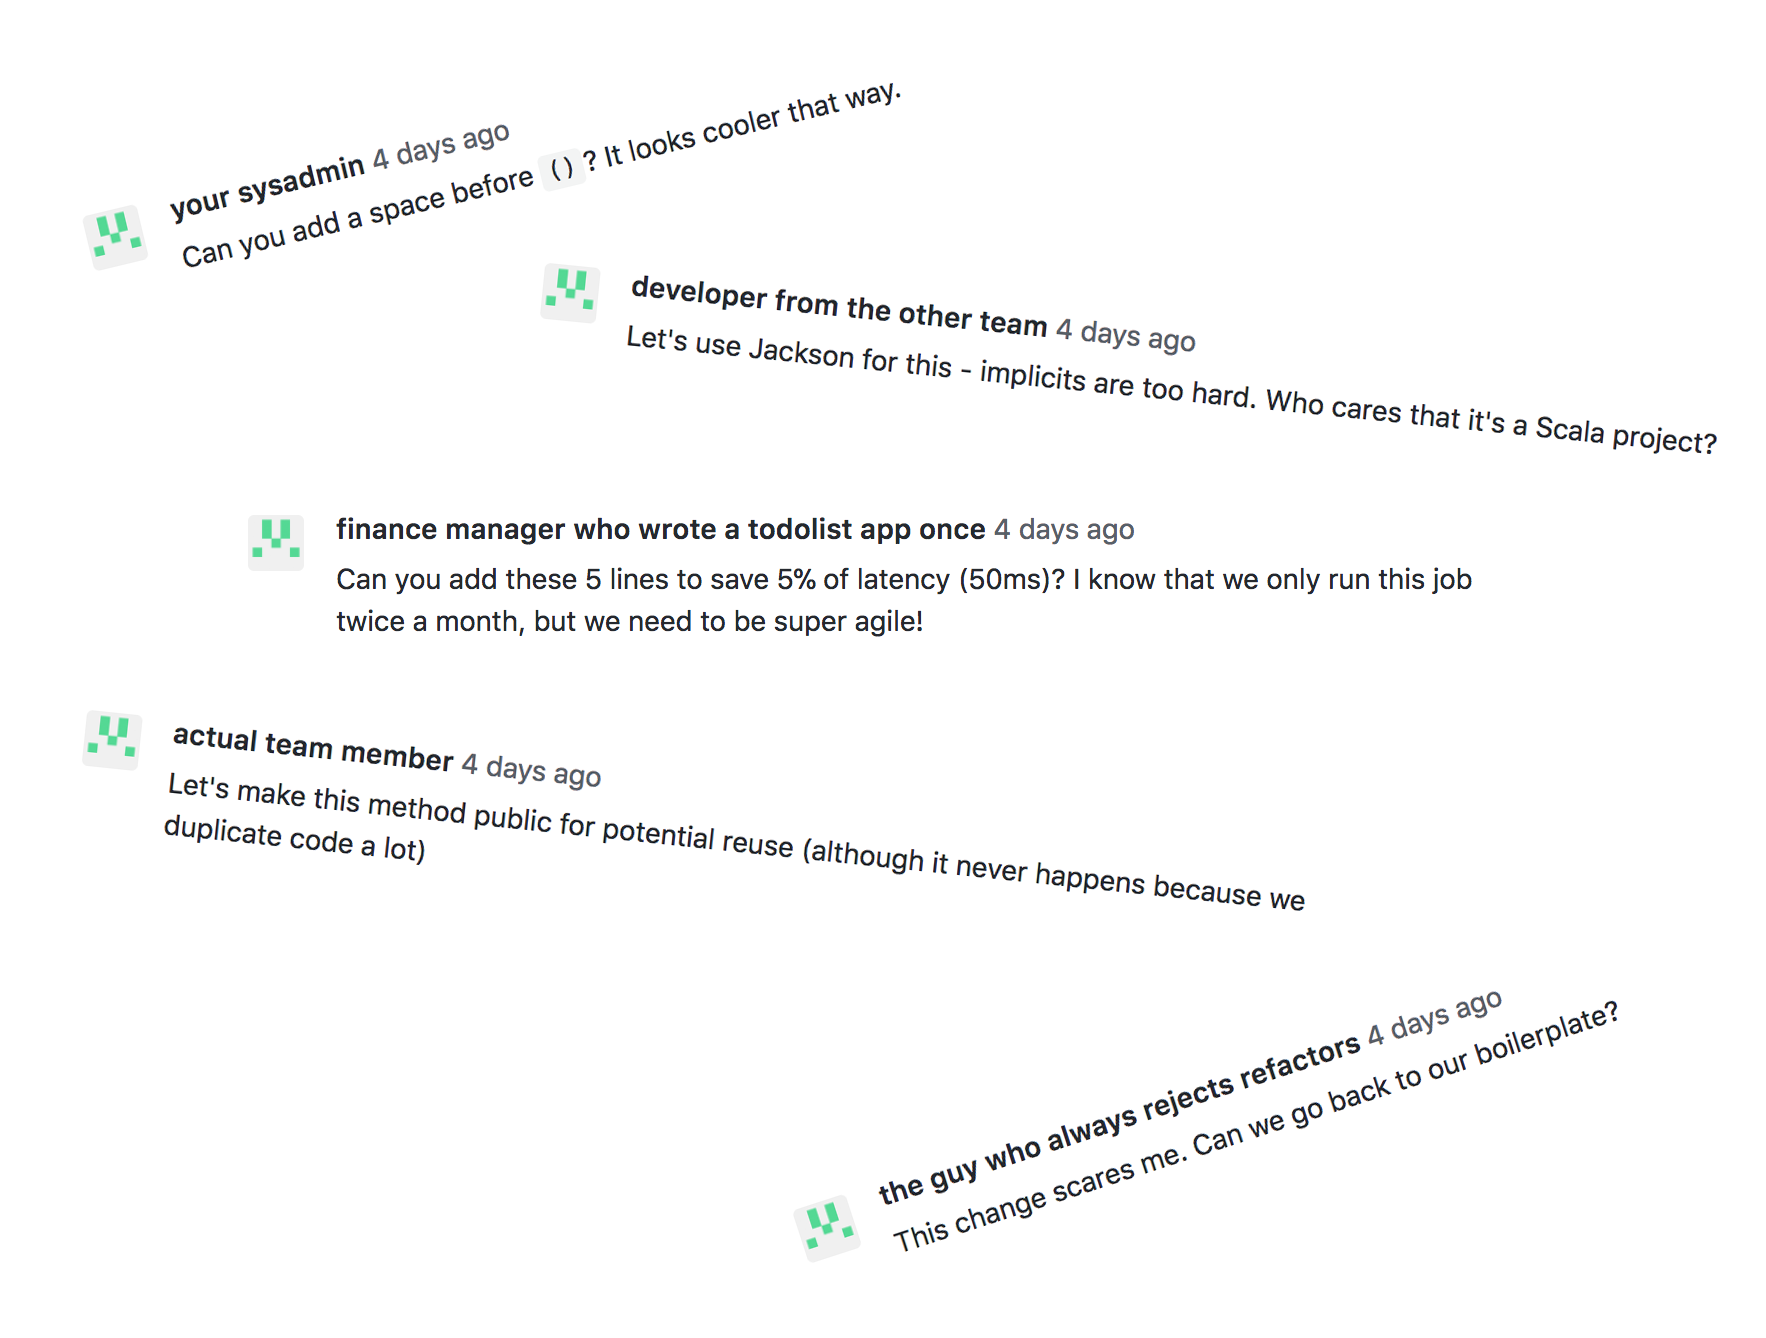 your sysadmin 4 days ago
Can you add a space before ()? It looks cooler that way.
developer from the other team 4 days ago
Let's use Jackson for this - implicits are too hard. Who cares that it's a Scala project?
finance manager who wrote a todolist app once 4 days ago
Can you add these 5 lines to save 5% of latency (50ms)? I know that we only run this job
twice a month, but we need to be super agile!
actual team member 4 days ago
Let's make this method public for potential reuse (although it never happens because we
duplicate code a lot)
the guy who always rejects refactors 4 days ago
This change scares me. Can we go back to our boilerplate?